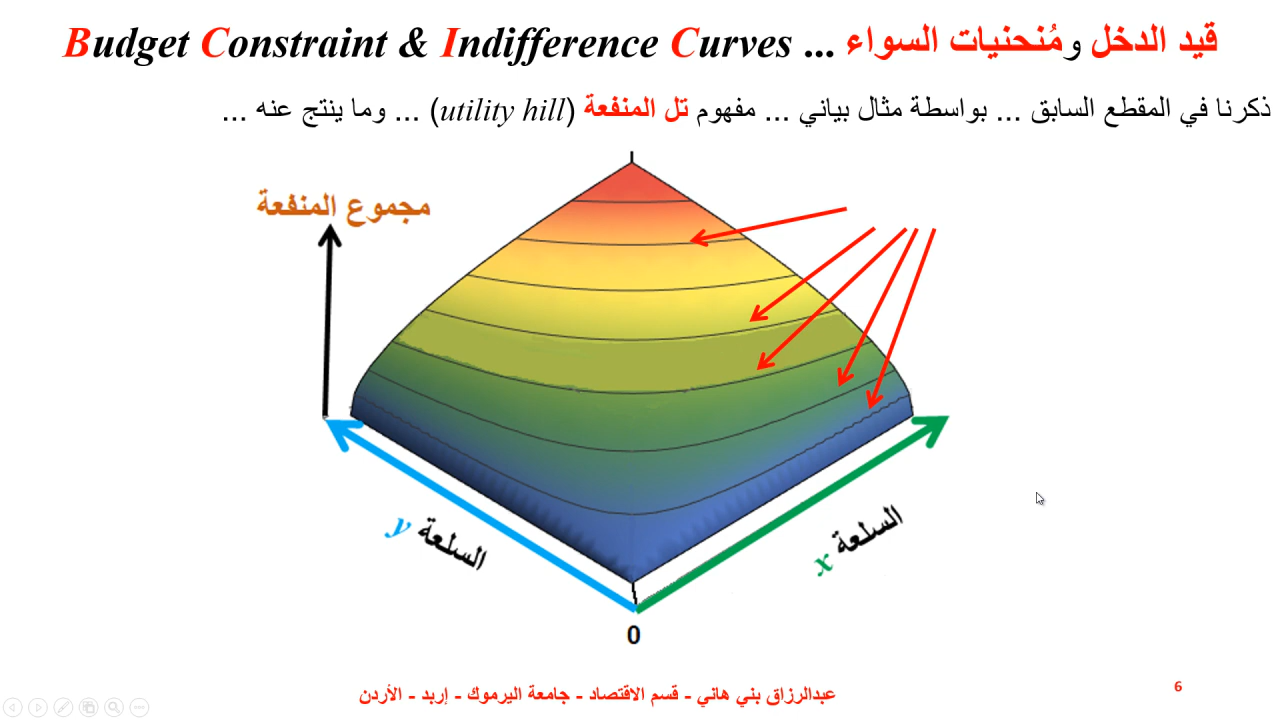 قيد الدخل ومُنحنيات السواء ... Budget Constraint & Indifference Curves
ذكرنا في المقطع السابق ... بواسطة مثال بياني ... مفهوم تل المنفعة (utility hill) ... وما ينتج عنه ...
مجموع المنفعة
السلعة y
السلعة x
0
عبدالرزاق بني هاني - قسم الاقتصاد - جامعة اليرموك - إربد - الأردن
6